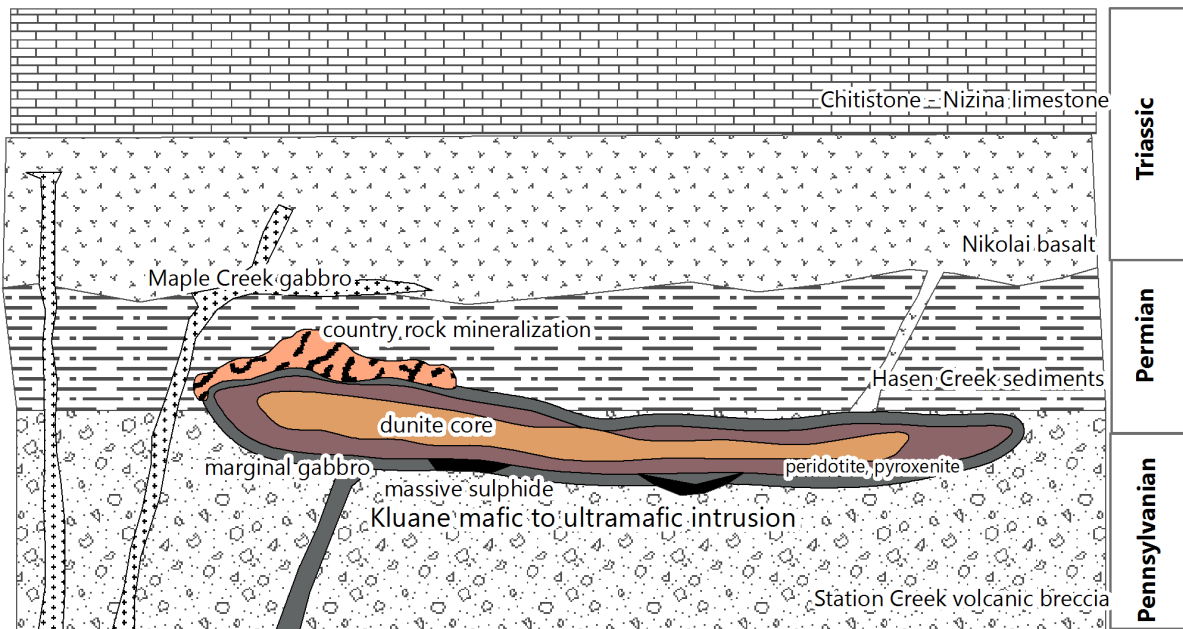 Chitistone - Nizina limestone
Triassic
Nikolai basalt
Maple Creek gabbro
country rock mineralization
Permian
Hasen Creek sediments
dunite core
marginal gabbro
peridotite, pyroxenite
massive sulphide
Kluane mafic to ultramafic intrusion
Pennsylvanian
Station Creek volcanic breccia